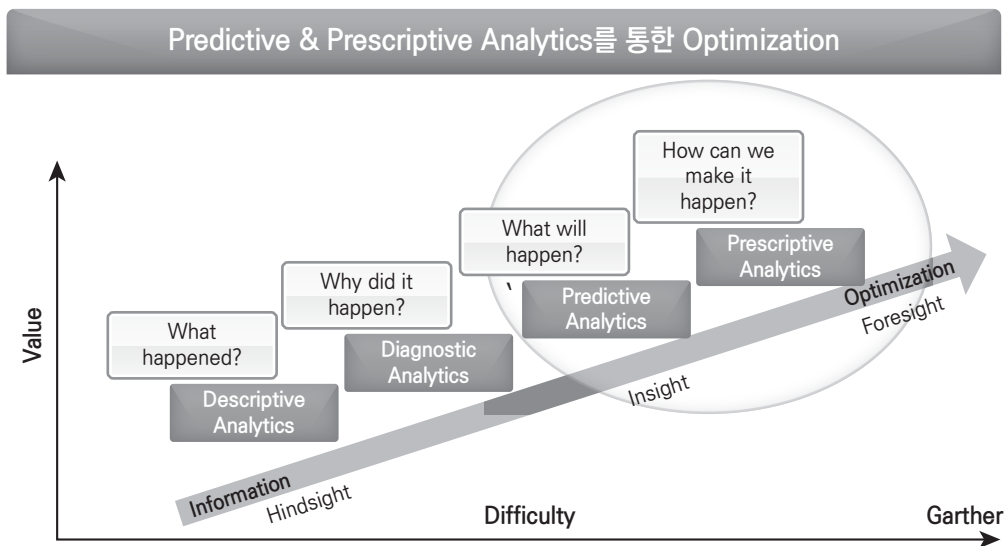 Predictive & Prescriptive Analytics를 통한 Optimization
How can we
make it
happen?
What will
happen?
Prescriptive
Analytics
Why did it
happen?
Predictive
Analytics
Optimization
Foresight
What
happened?
Diagnostic
Analytics
Value
Insight
Descriptive
Analytics
Information
Hindsight
Difficulty
Garther